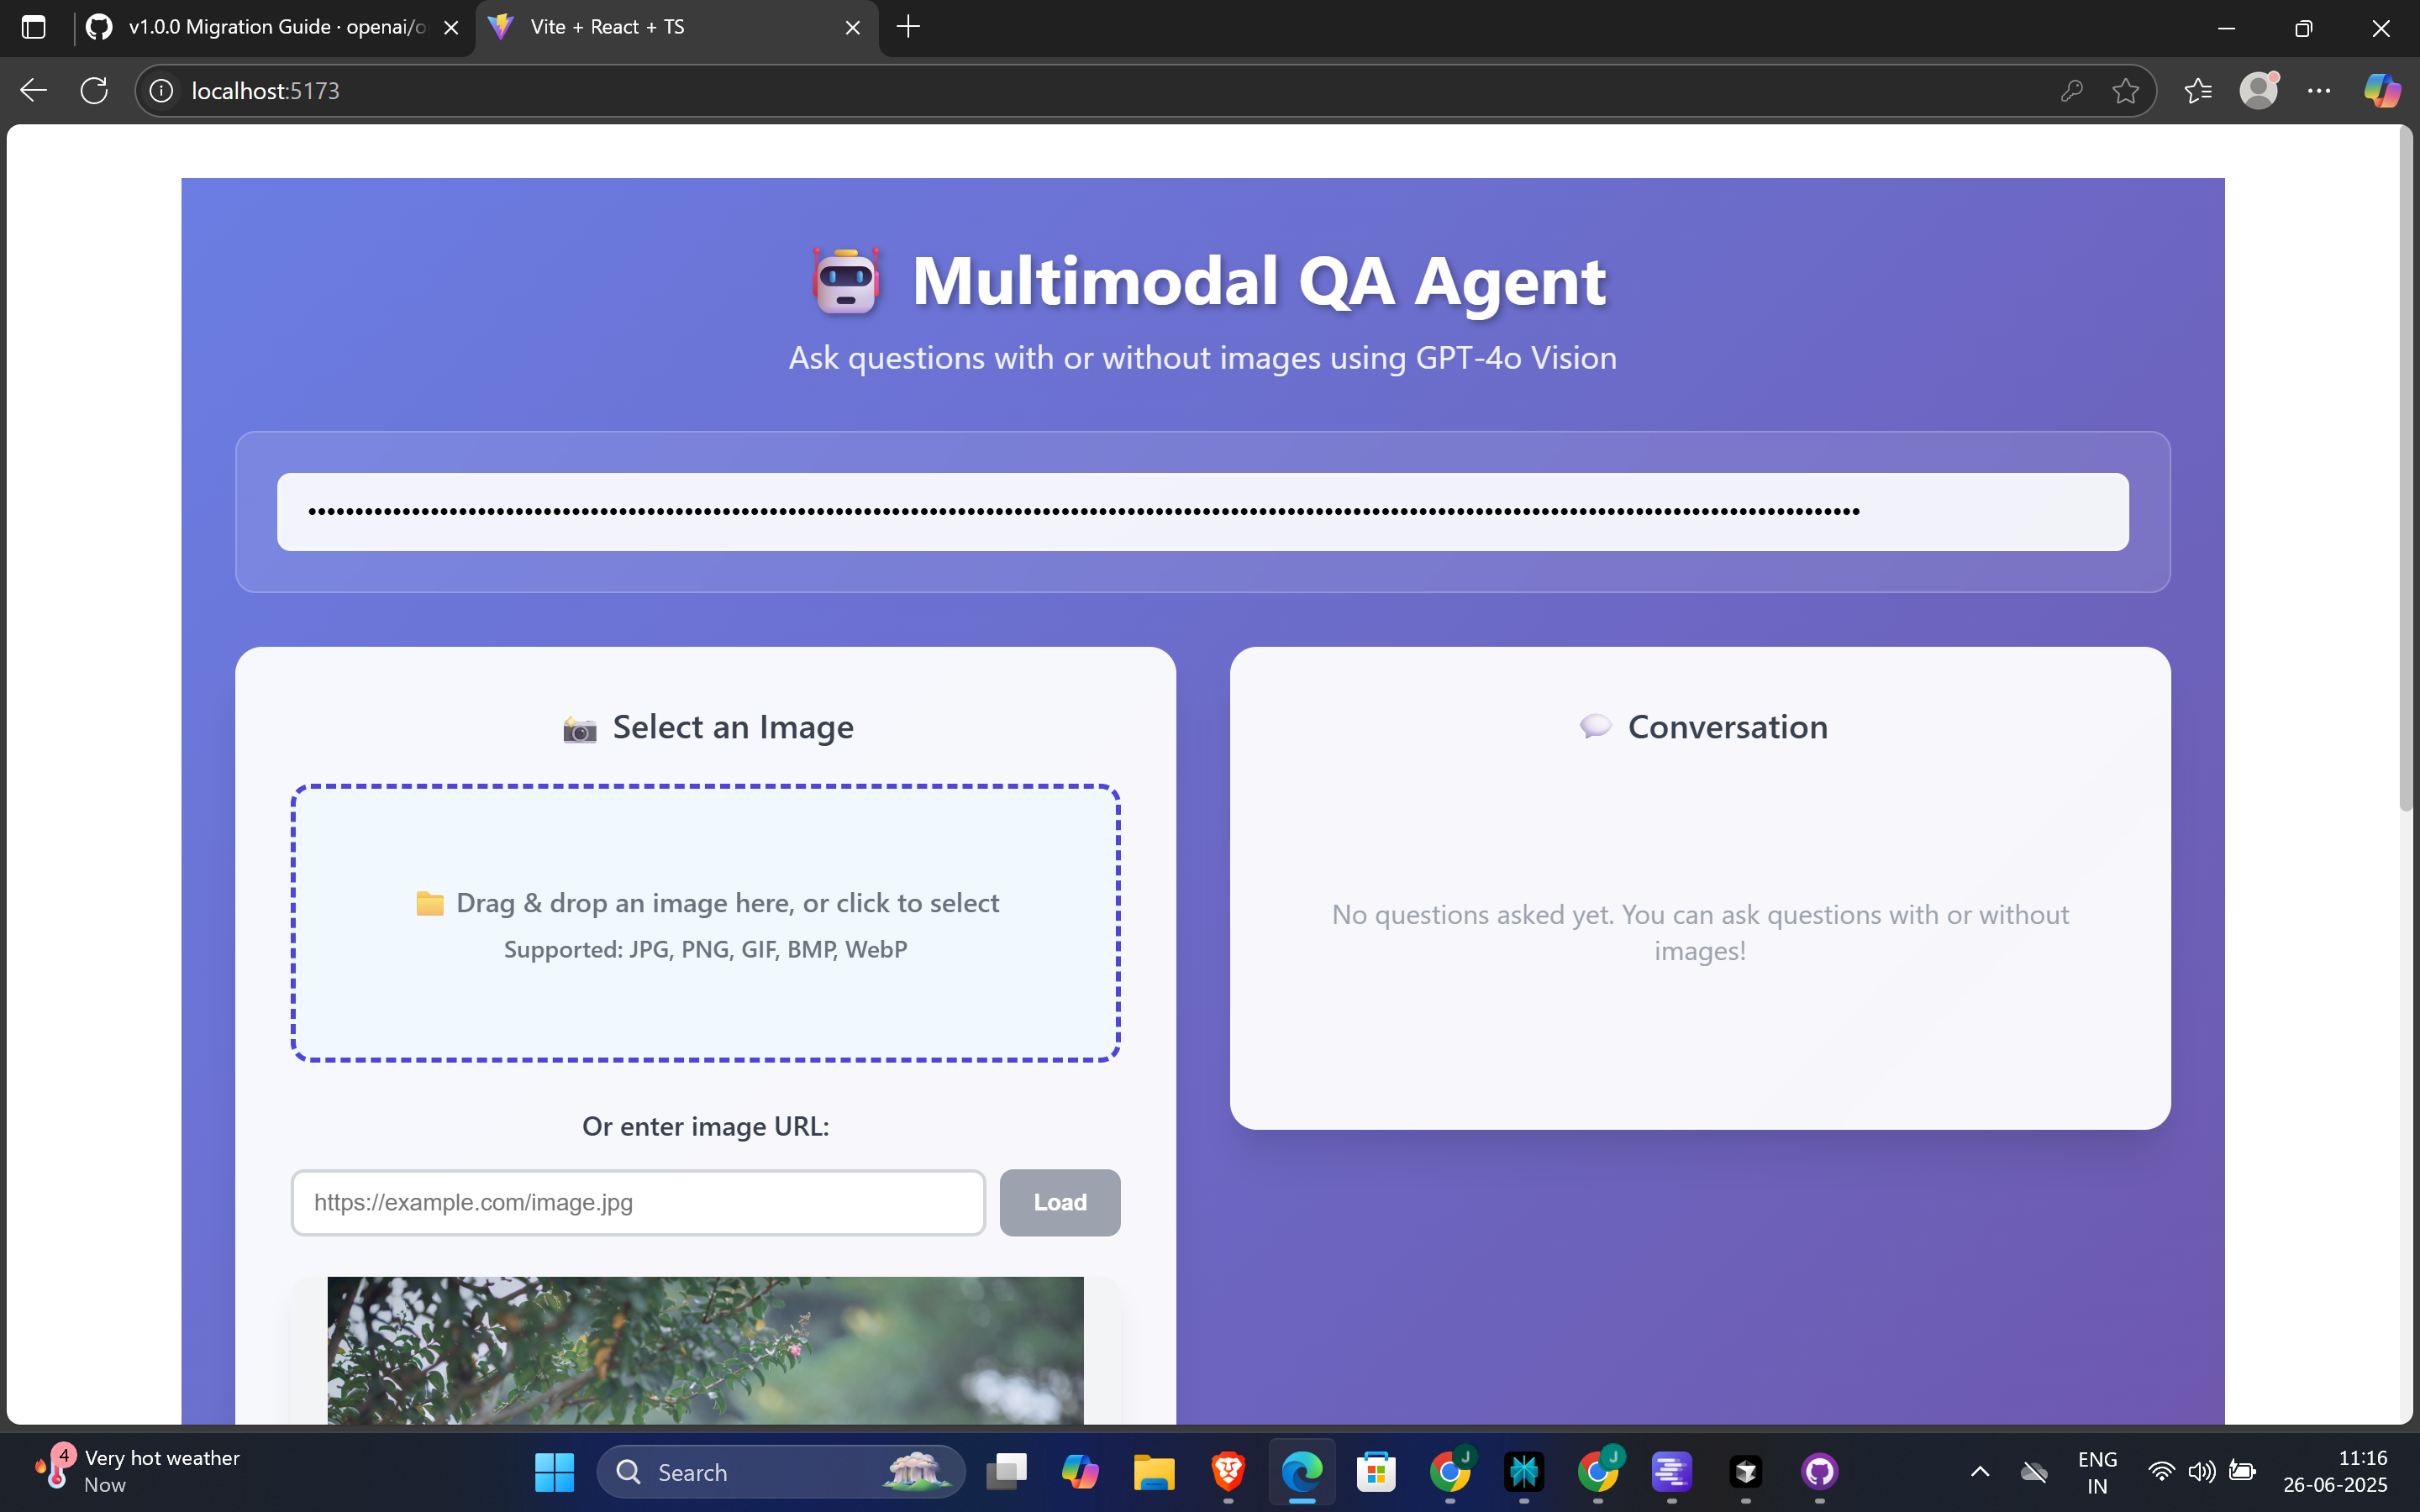 v1.0.0 Migration Guide · openai/o
Vite + React + TS
localhost:5173
Multimodal QA Agent
Ask questions with or without images using GPT-4o Vision
Select an Image
Drag & drop an image here, or click to select
Supported: JPG, PNG, GIF, BMP, WebP
Or enter image URL:
https://example.com/image.jpg
Load
Conversation
No questions asked yet. You can ask questions with or without
images!
4
Very hot weather
Now
Search
J
J
ENG
IN
11:16
26-06-2025